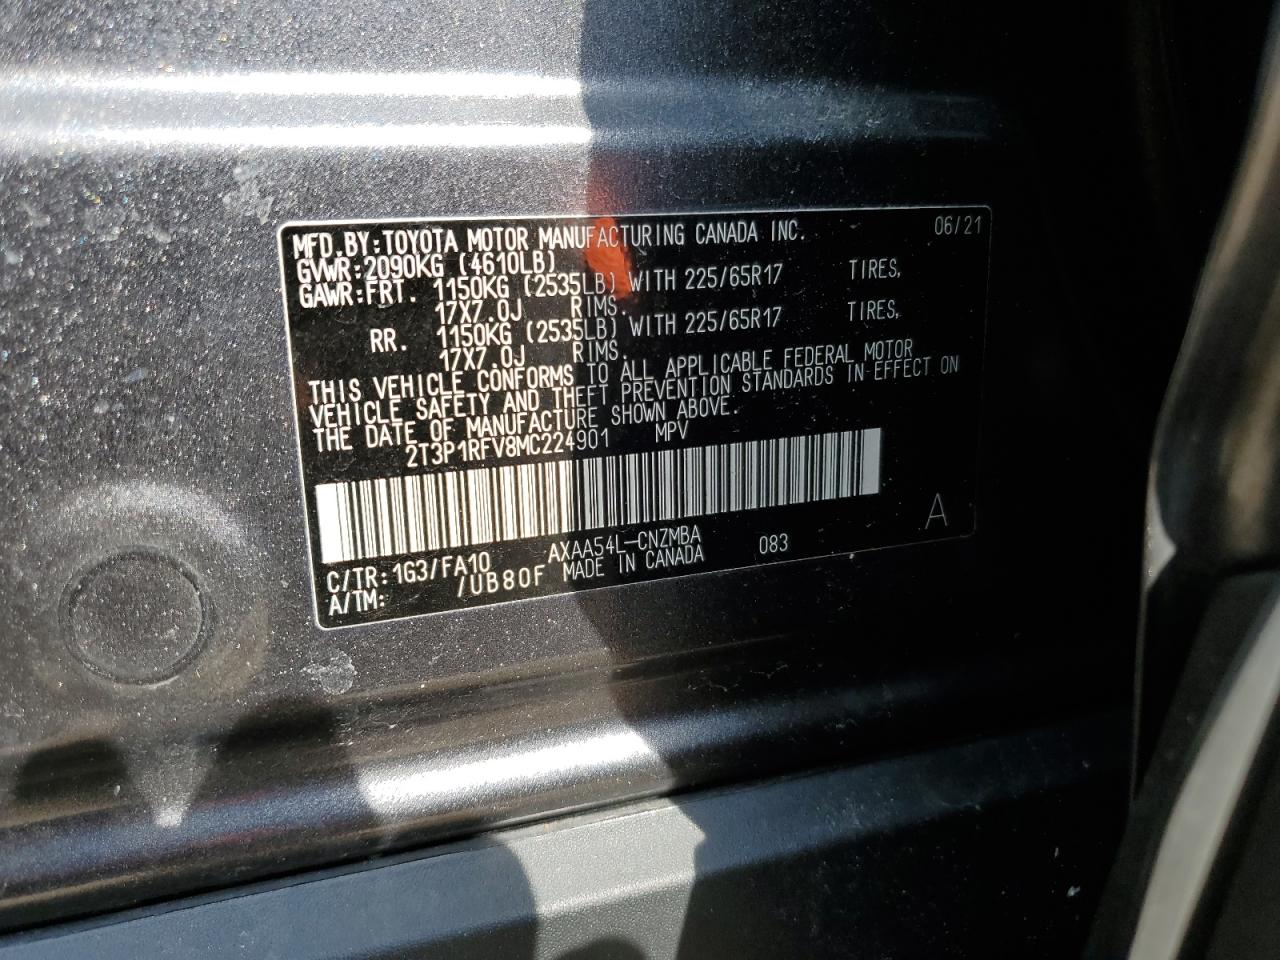 MFD.BY:TOYOTA MOTOR MANUFACTURING CANADA INC. 06/21
GVWR:2090KG (4610LB)
GAWR:FRT. 1150KG (2535LB) WITH 225/65R17 TIRES,
17X7.0J RIMS.
RR. 1150KG (2535LB) WITH 225/65R17 TIRES,
17X7.0J RIMS.
THIS VEHICLE CONFORMS TO ALL APPLICABLE FEDERAL MOTOR
VEHICLE SAFETY AND THEFT PREVENTION STANDARDS IN EFFECT ON
THE DATE OF MANUFACTURE SHOWN ABOVE.
2T3P1RFV8MC224901 MPV
A
C/TR:1G3/FA10 AXAA54L-CNZMBA 083
A/TM: /UB80F MADE IN CANADA